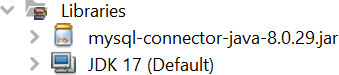 Libraries
mysql-connector-java-8.0.29.jar
JDK 17 (Default)